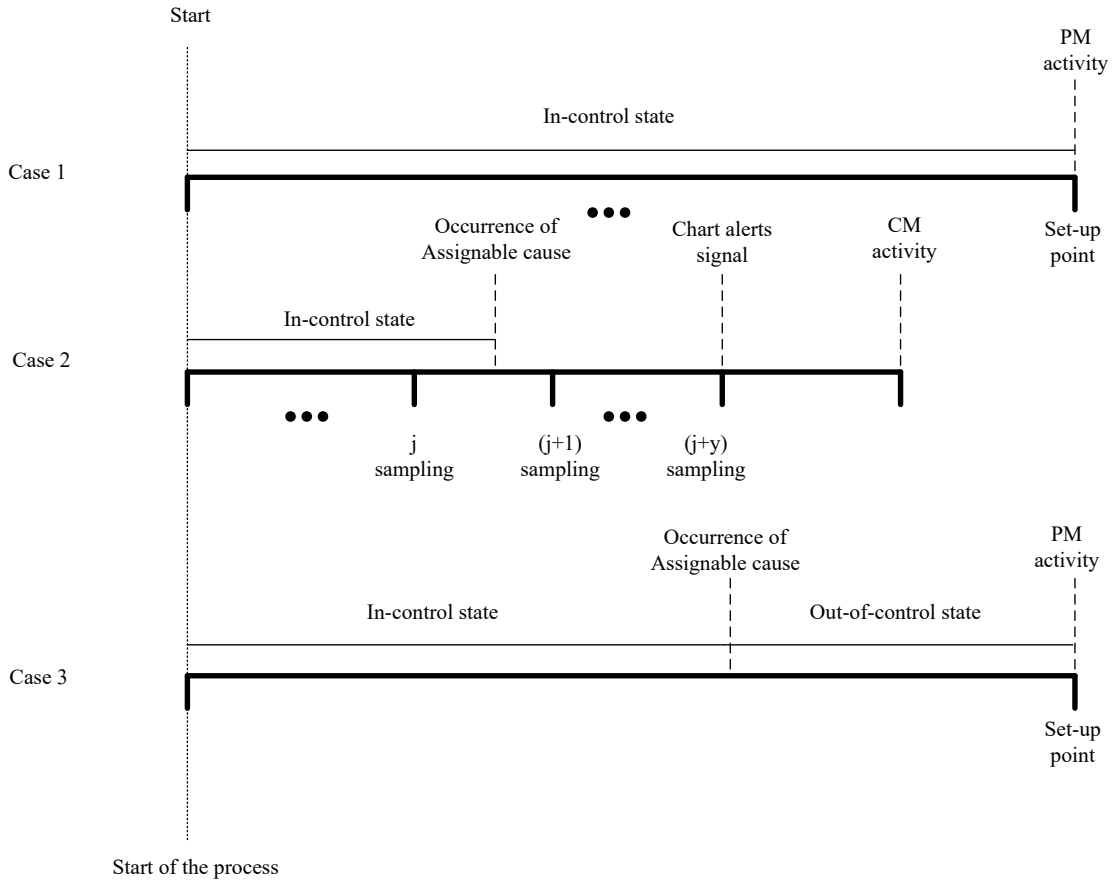 Start
PM
activity
In-control state
Case 1
Occurrence of
Assignable cause
Chart alerts
signal
CM
activity
Set-up
point
In-control state
Case 2
j
sampling
(j+1)
sampling
(j+y)
sampling
Occurrence of
Assignable cause
PM
activity
In-control state
Out-of-control state
Case 3
Set-up
point
Start of the process